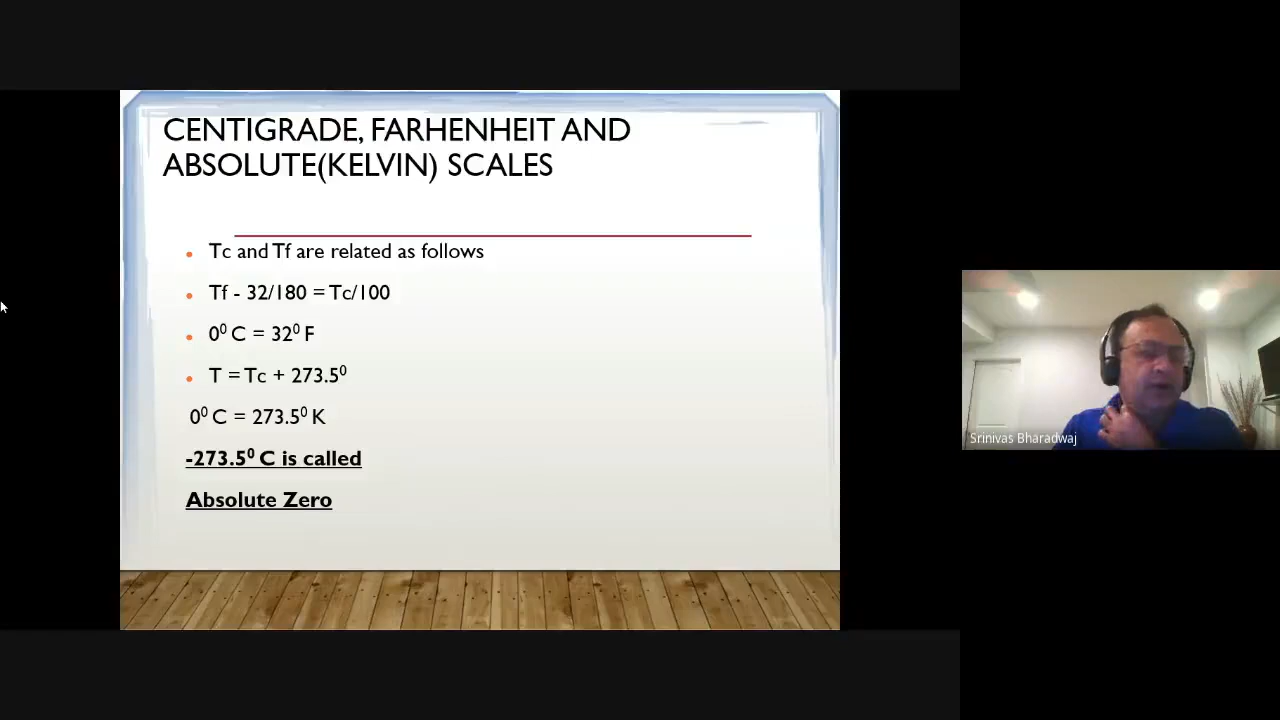 CENTIGRADE, FARHENHEIT AND
ABSOLUTE(KELVIN) SCALES
• Tc and Tf are related as follows
• Tf - 32/180 = Tc/100
• 0⁰ C = 32⁰ F
• T = Tc + 273.5⁰
0⁰ C = 273.5⁰ K
-273.5⁰ C is called
Absolute Zero
Srinivas Bharadwaj